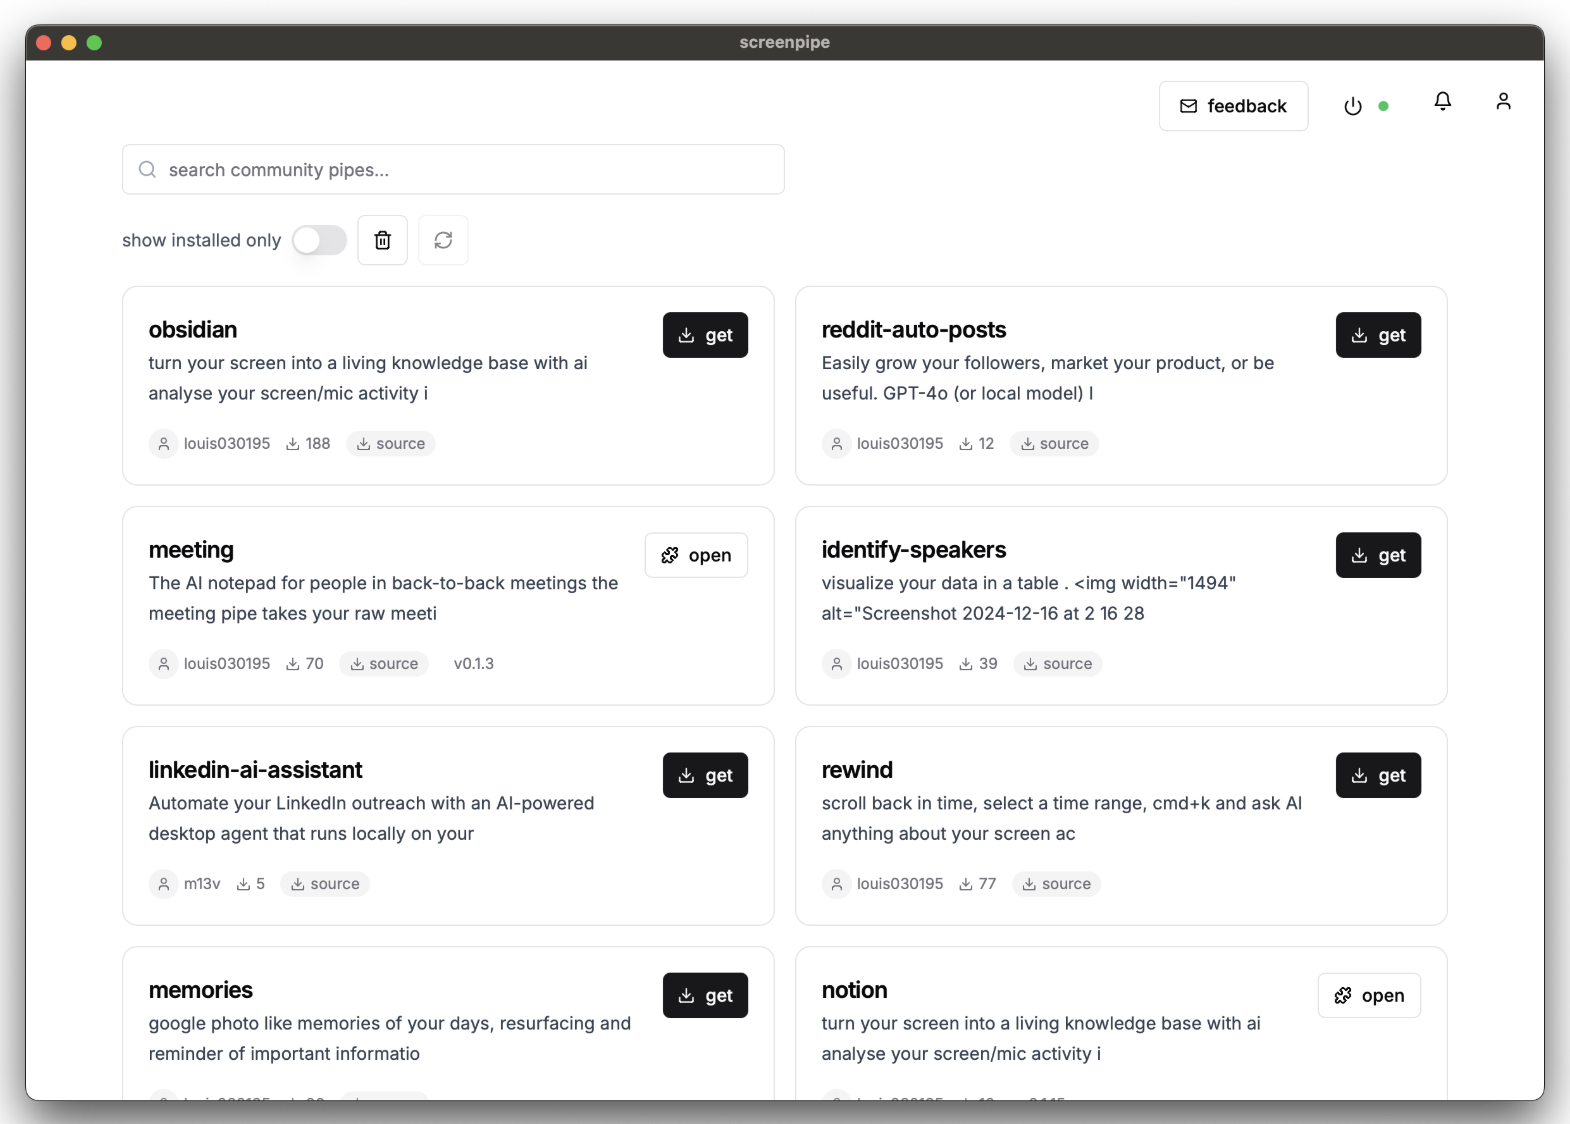 screenpipe
feedback
search community pipes...
show installed only
obsidian
get
turn your screen into a living knowledge base with ai
analyse your screen/mic activity i
louis030195 188 source
reddit-auto-posts
get
Easily grow your followers, market your product, or be
useful. GPT-4o (or local model) l
louis030195 12 source
meeting
open
The AI notepad for people in back-to-back meetings the
meeting pipe takes your raw meeti
louis030195 70 source v0.1.3
identify-speakers
get
visualize your data in a table . <img width="1494"
alt="Screenshot 2024-12-16 at 2 16 28
louis030195 39 source
linkedin-ai-assistant
get
Automate your LinkedIn outreach with an AI-powered
desktop agent that runs locally on your
m13v 5 source
rewind
get
scroll back in time, select a time range, cmd+k and ask AI
anything about your screen ac
louis030195 77 source
memories
get
google photo like memories of your days, resurfacing and
reminder of important informatio
notion
open
turn your screen into a living knowledge base with ai
analyse your screen/mic activity i